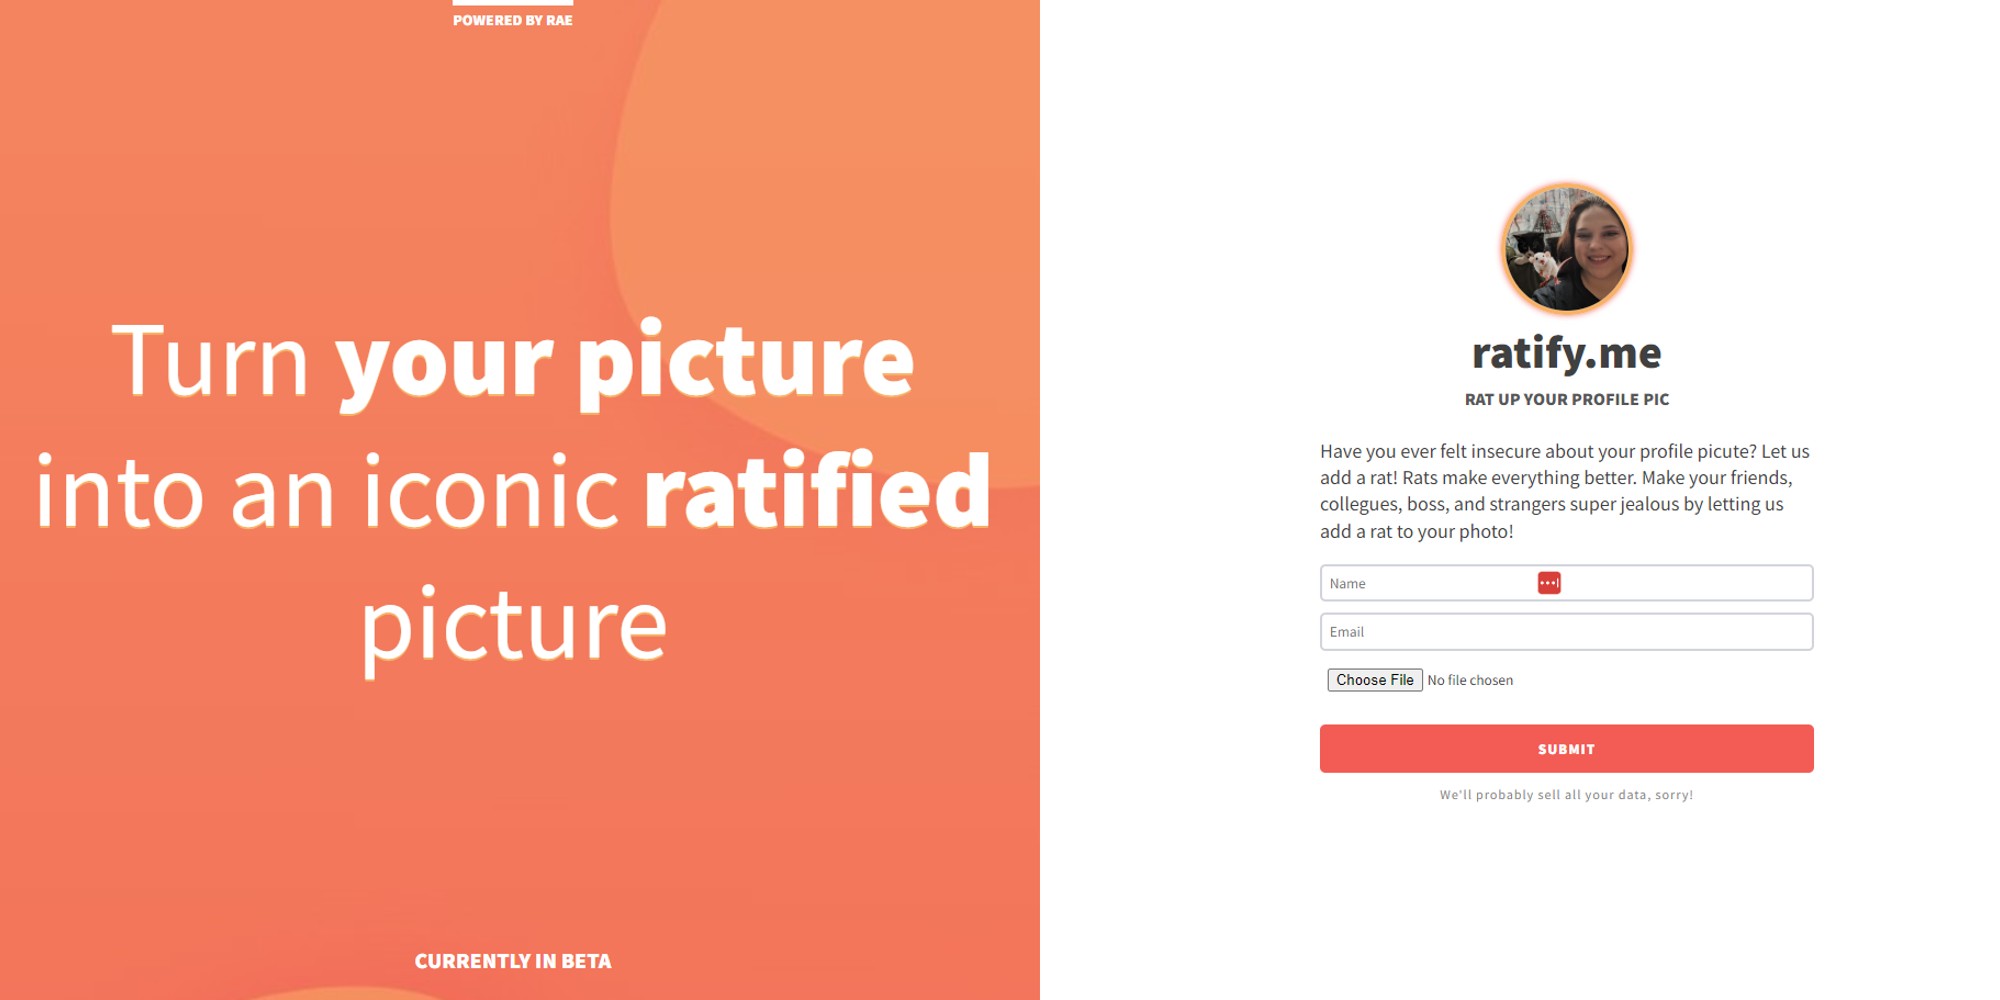 POWERED BY RAE
Turn your picture
into an iconic ratified
picture
CURRENTLY IN BETA
ratify.me
RAT UP YOUR PROFILE PIC
Have you ever felt insecure about your profile picute? Let us
add a rat! Rats make everything better. Make your friends,
collegues, boss, and strangers super jealous by letting us
add a rat to your photo!
Name
Email
Choose File No file chosen
SUBMIT
We'll probably sell all your data, sorry!